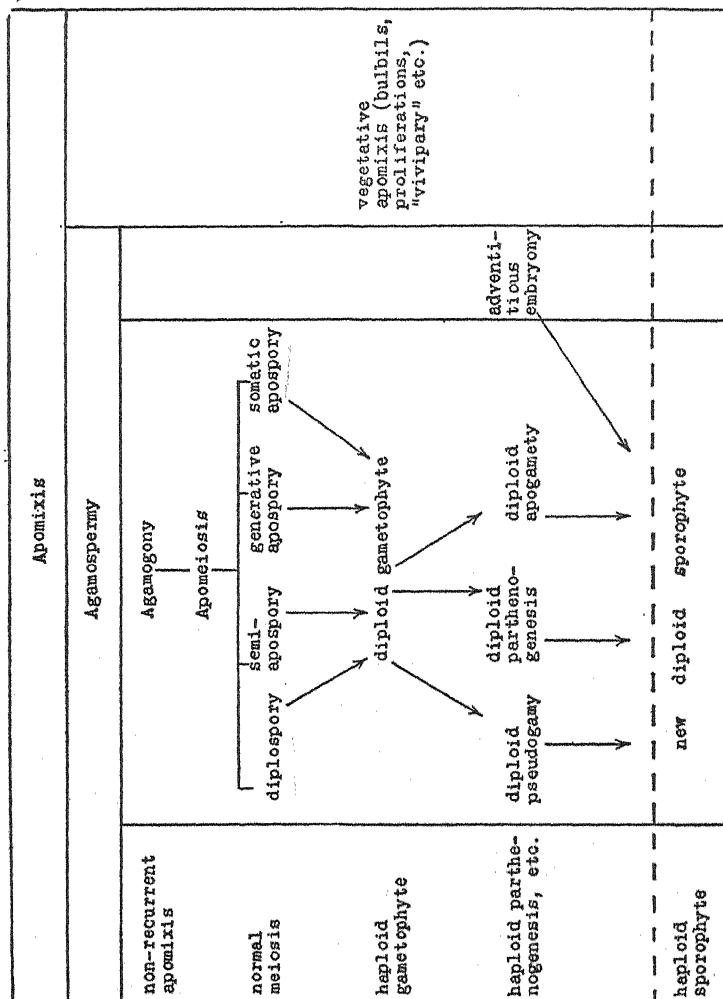 Apomixis
Agamospermy
non-recurrent
apomixis
normal
meiosis
haploid
gametophyte
haploid parthe-
nogenesis, etc.
haploid
sporophyte
Agamogony
Apomeiosis
diplospory
semi-
apospory
generative
apospory
somatic
apospory
diploid gametophyte
diploid
pseudogamy
diploid
partheno-
genesis
diploid
apogamety
new diploid sporophyte
adventi-
tious
embryony
vegetative
apomixis (bulbils,
proliferations,
"vivipary" etc.)